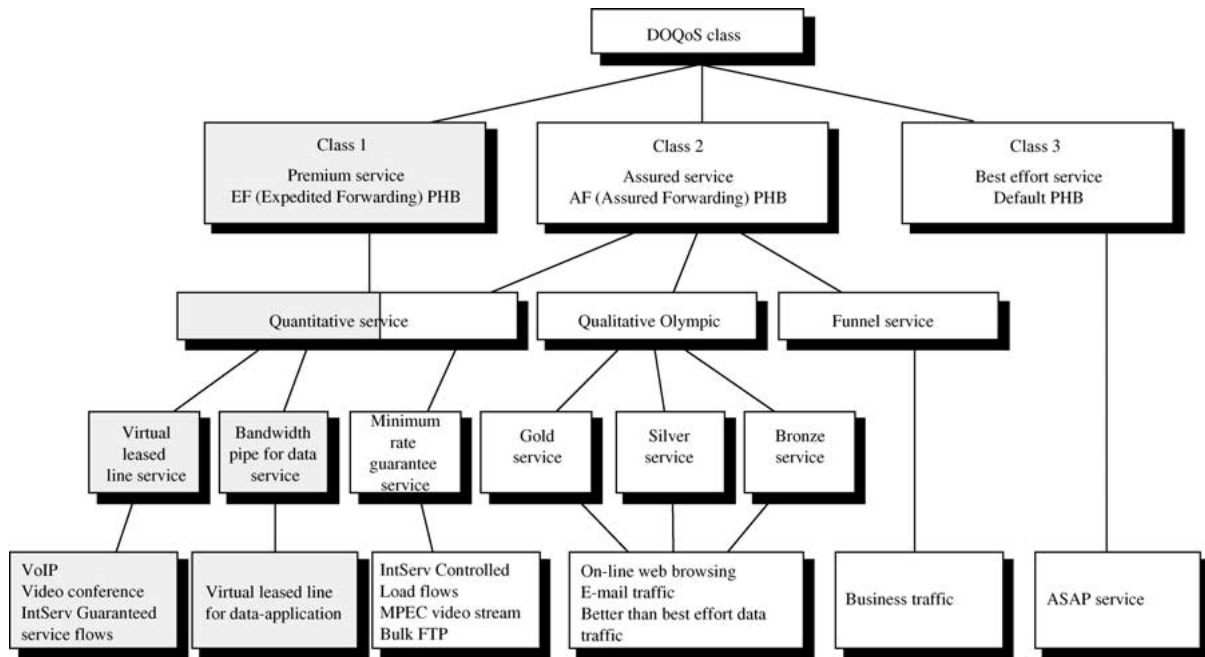 DOQoS class
Class 1
Premium service
EF (Expedited Forwarding) PHB
Class 2
Assured service
AF (Assured Forwarding) PHB
Class 3
Best effort service
Default PHB
Quantitative service
Qualitative Olympic
Funnel service
Virtual
leased
line service
Bandwidth
pipe for data
service
Minimum
rate
guarantee
service
Gold
service
Silver
service
Bronze
service
VoIP
Video conference
IntServ Guaranteed
service flows
Virtual leased line
for data-application
IntServ Controlled
Load flows
MPEC video stream
Bulk FTP
On-line web browsing
E-mail traffic
Better than best effort data
traffic
Business traffic
ASAP service